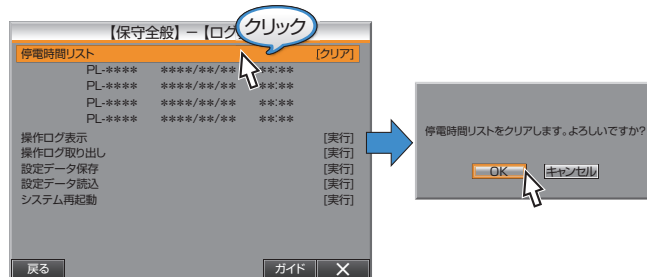 【保守全般】－【ログ
クリック
停電時間リスト [クリア]
PL-**** ****/**/** **:**
PL-**** ****/**/** **:**
PL-**** ****/**/** **:**
PL-**** ****/**/** **:**
操作ログ表示 [実行]
操作ログ取り出し [実行]
設定データ保存 [実行]
設定データ読込 [実行]
システム再起動 [実行]
戻る ガイド ✕
停電時間リストをクリアします。よろしいですか?
OK キャンセル